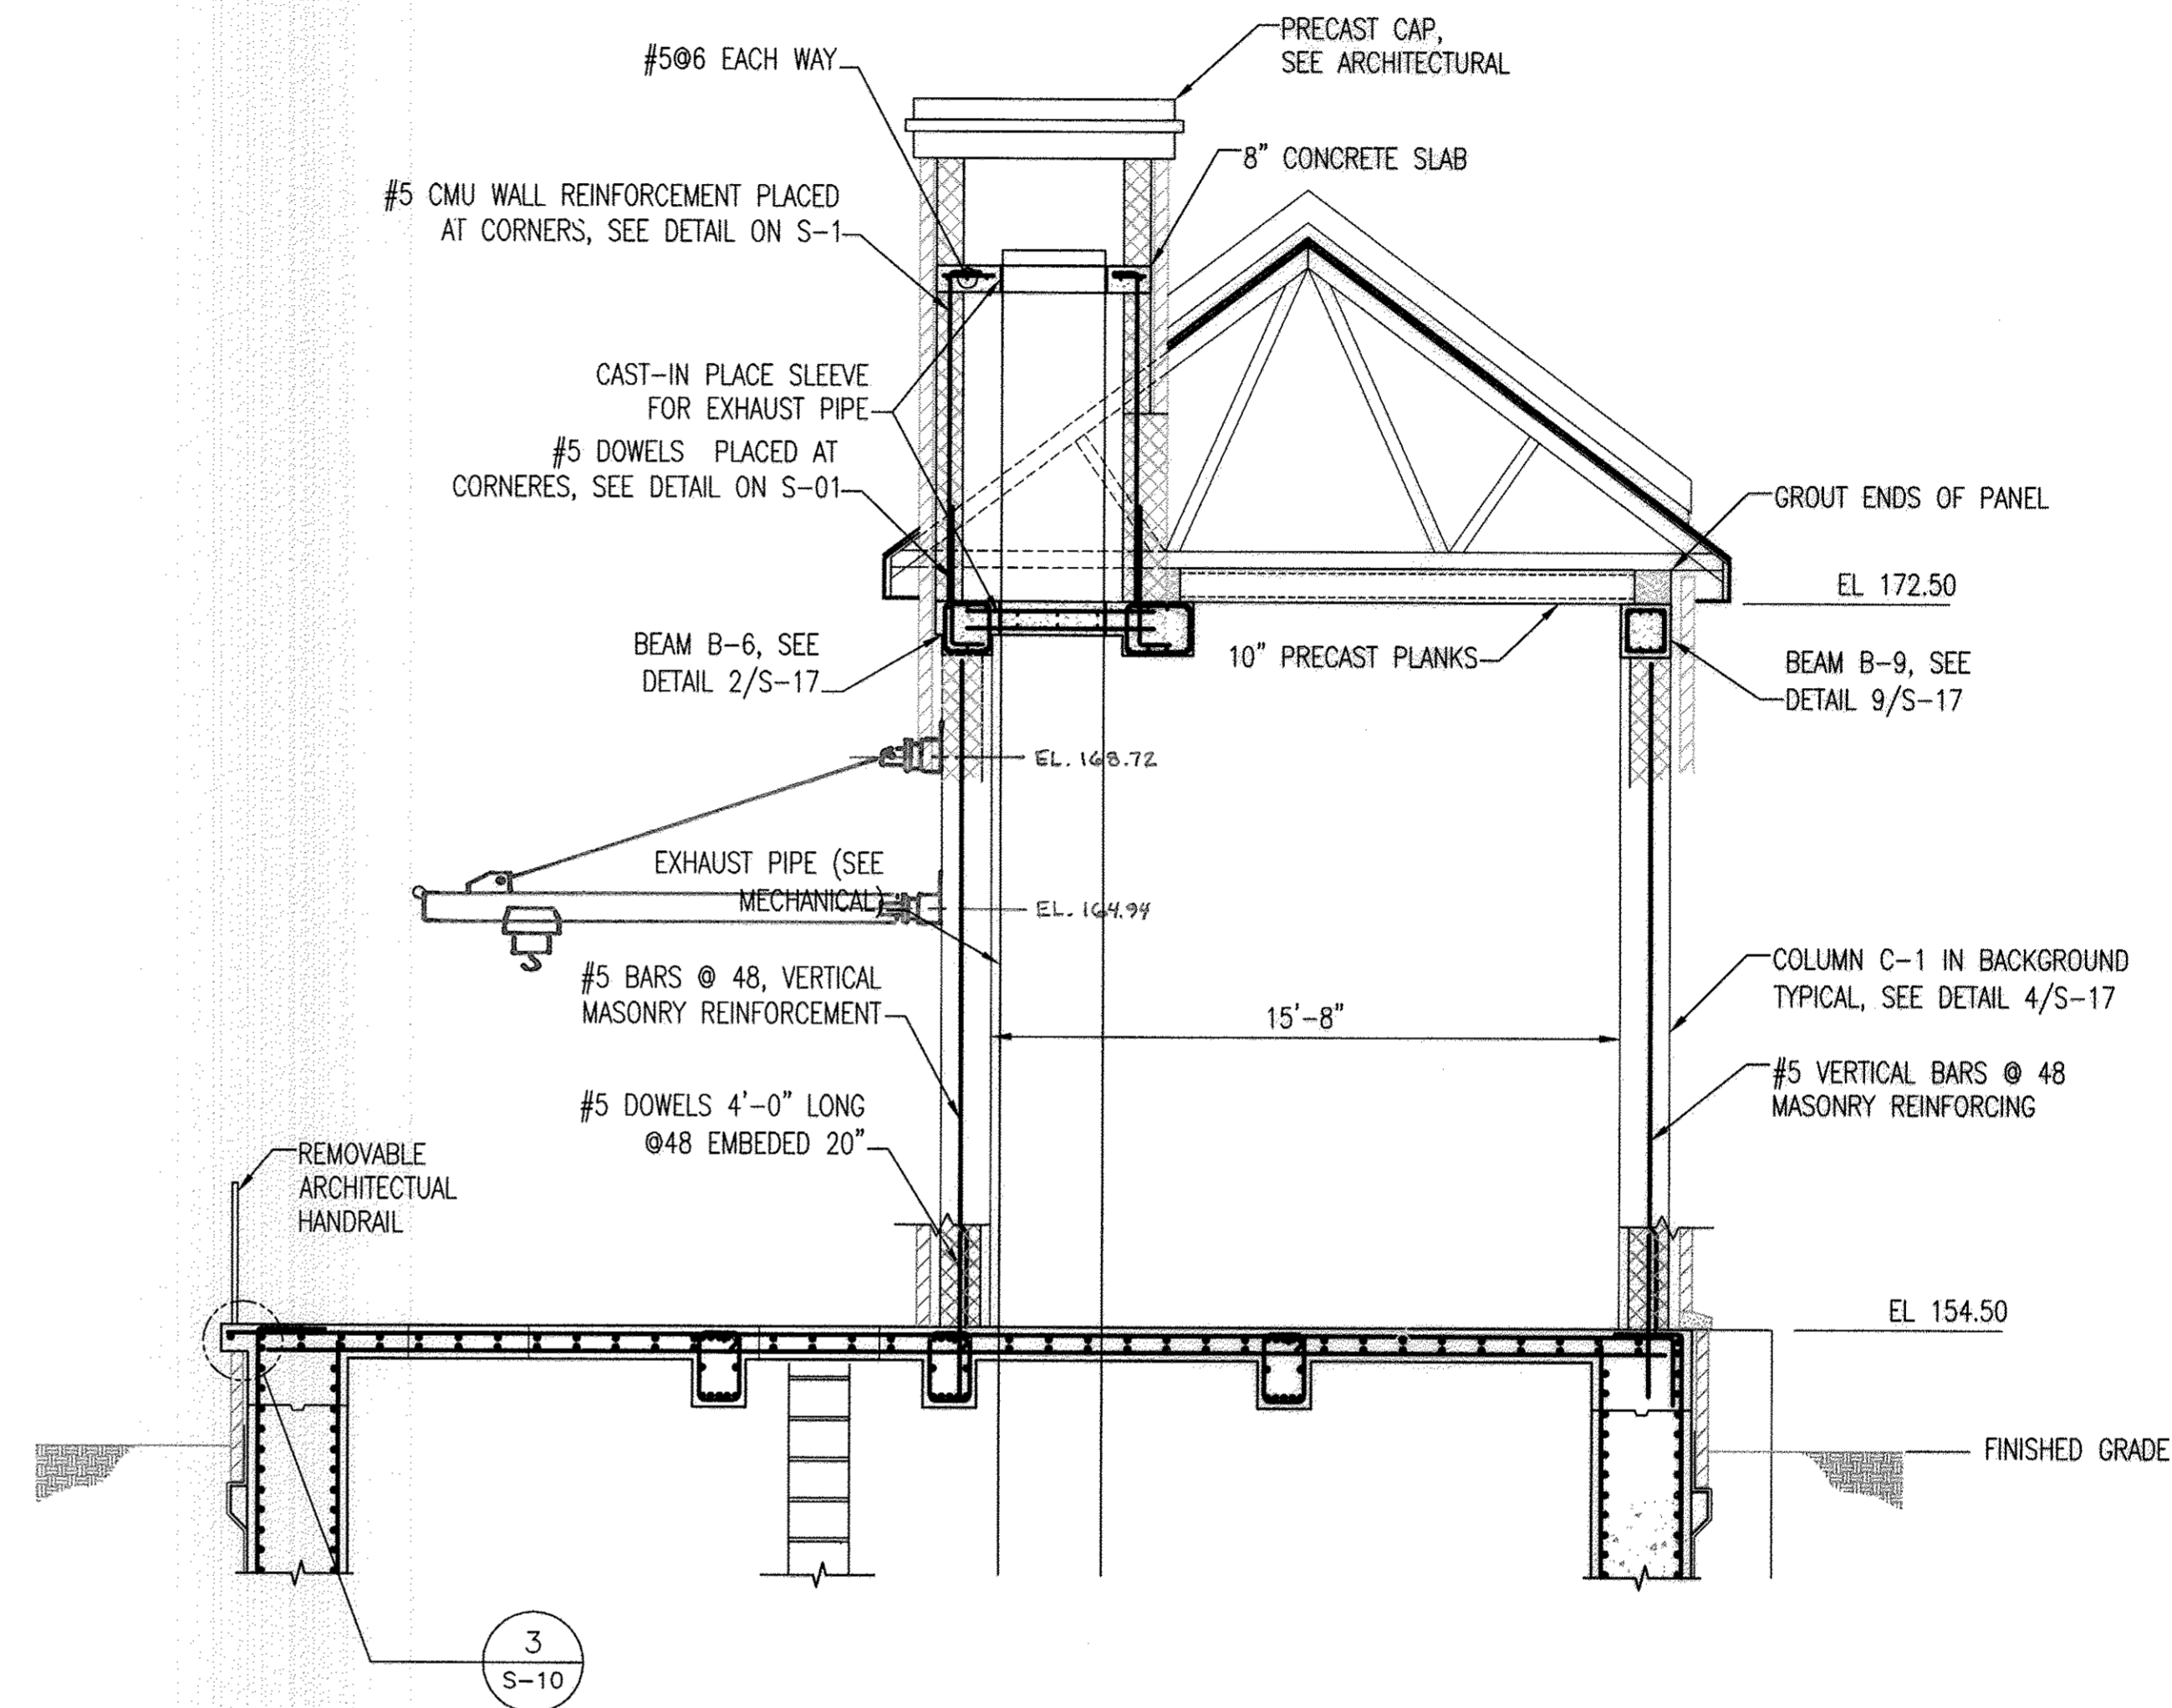 PRECAST CAP,
SEE ARCHITECTURAL
#5@6 EACH WAY
8" CONCRETE SLAB
#5 CMU WALL REINFORCEMENT PLACED
AT CORNERS, SEE DETAIL ON S-1
CAST-IN PLACE SLEEVE
FOR EXHAUST PIPE
#5 DOWELS PLACED AT
CORNERES, SEE DETAIL ON S-01
GROUT ENDS OF PANEL
EL 172.50
BEAM B-6, SEE
DETAIL 2/S-17
10" PRECAST PLANKS
BEAM B-9, SEE
DETAIL 9/S-17
EL. 168.72
EXHAUST PIPE (SEE
MECHANICAL)
EL. 164.94
#5 BARS @ 48, VERTICAL
MASONRY REINFORCEMENT
COLUMN C-1 IN BACKGROUND
TYPICAL, SEE DETAIL 4/S-17
15'-8"
#5 VERTICAL BARS @ 48
MASONRY REINFORCING
#5 DOWELS 4'-0" LONG
@48 EMBEDED 20"
REMOVABLE
ARCHITECTUAL
HANDRAIL
EL 154.50
FINISHED GRADE
3
S-10